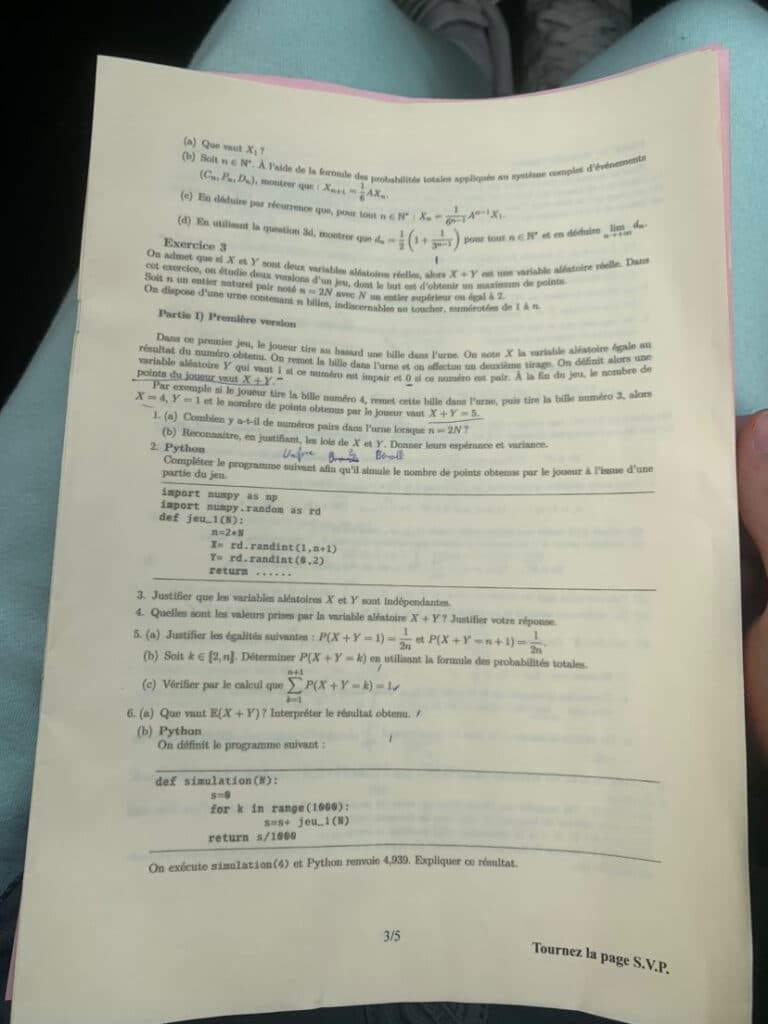 (a) Que vaut X₁ ?
(b) Soit n ∈ ℕ*. À l'aide de la formule des probabilités totales appliquée au système complet d'événements
(Cₙ, Pₙ, Dₙ), montrer que : Xₙ₊₁ = 1/6 AXₙ.
(c) En déduire par récurrence que, pour tout n ∈ ℕ* : Xₙ = 1/6ⁿ⁻¹ Aⁿ⁻¹X₁.
(d) En utilisant la question 3d, montrer que dₙ = 1/2 (1 + 1/3ⁿ⁻¹) pour tout n ∈ ℕ* et en déduire lim n→+∞ dₙ.
Exercice 3
On admet que si X et Y sont deux variables aléatoires réelles, alors X + Y est une variable aléatoire réelle. Dans
cet exercice, on étudie deux versions d'un jeu, dont le but est d'obtenir un maximum de points.
Soit n un entier naturel pair noté n = 2N avec N un entier supérieur ou égal à 2.
On dispose d'une urne contenant n billes, indiscernables au toucher, numérotées de 1 à n.
Partie I) Première version
Dans ce premier jeu, le joueur tire au hasard une bille dans l'urne. On note X la variable aléatoire égale au
résultat du numéro obtenu. On remet la bille dans l'urne et on effectue un deuxième tirage. On définit alors une
variable aléatoire Y qui vaut 1 si ce numéro est impair et 0 si ce numéro est pair. À la fin du jeu, le nombre de
points du joueur vaut X + Y.
Par exemple si le joueur tire la bille numéro 4, remet cette bille dans l'urne, puis tire la bille numéro 3, alors
X = 4, Y = 1 et le nombre de points obtenus par le joueur vaut X + Y = 5.
1. (a) Combien y a-t-il de numéros pairs dans l'urne lorsque n = 2N ?
(b) Reconnaître, en justifiant, les lois de X et Y. Donner leurs espérance et variance.
2. Python
Compléter le programme suivant afin qu'il simule le nombre de points obtenus par le joueur à l'issue d'une
partie du jeu.
import numpy as np
import numpy.random as rd
def jeu_1(N):
n=2*N
X= rd.randint(1,n+1)
Y= rd.randint(0,2)
return ......
3. Justifier que les variables aléatoires X et Y sont indépendantes.
4. Quelles sont les valeurs prises par la variable aléatoire X + Y ? Justifier votre réponse.
5. (a) Justifier les égalités suivantes : P(X + Y = 1) = 1/2n et P(X + Y = n + 1) = 1/2n.
(b) Soit k ∈ ⟦2, n⟧. Déterminer P(X + Y = k) en utilisant la formule des probabilités totales.
(c) Vérifier par le calcul que ∑ₖ₌₁ⁿ⁺¹ P(X + Y = k) = 1.
6. (a) Que vaut 𝔼(X + Y) ? Interpréter le résultat obtenu.
(b) Python
On définit le programme suivant :
def simulation(N):
s=0
for k in range(1000):
s=s+ jeu_1(N)
return s/1000
On exécute simulation(4) et Python renvoie 4,939. Expliquer ce résultat.
3/5
Tournez la page S.V.P.